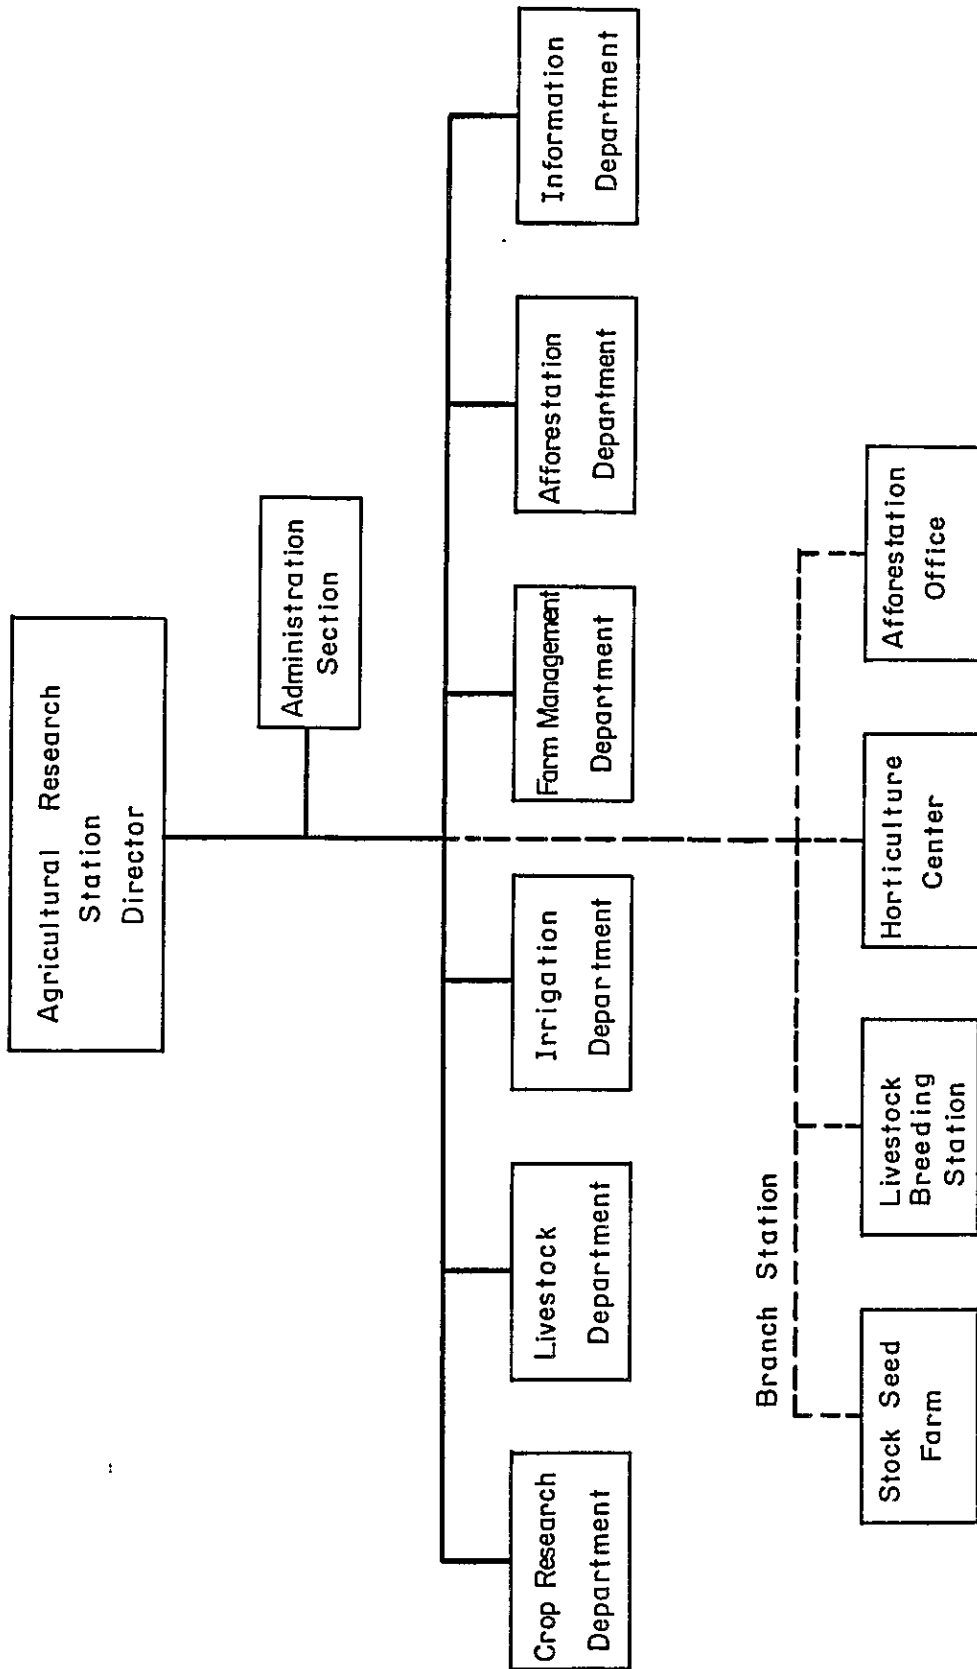 Agricultural Research
Station
Director
Administration
Section
Crop Research
Department
Livestock
Department
Irrigation
Department
Farm Management
Department
Afforestation
Department
Information
Department
Branch Station
Stock Seed
Farm
Livestock
Breeding
Station
Horticulture
Center
Afforestation
Office